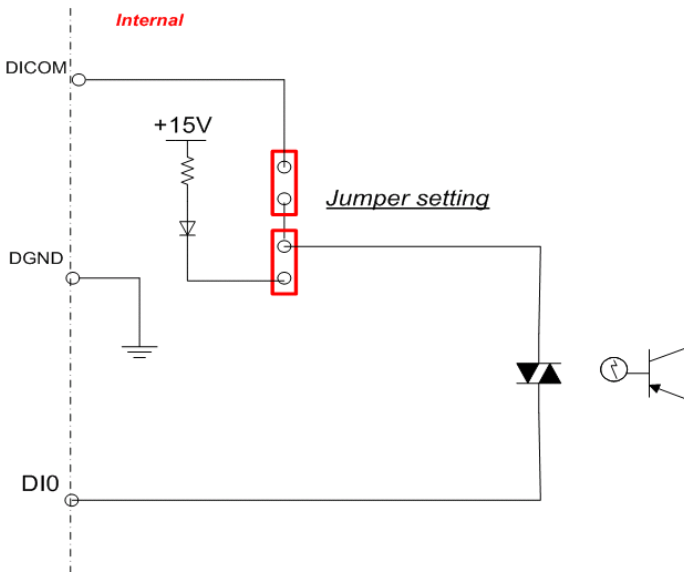 Internal
DICOM
+15V
Jumper setting
DGND
DI0